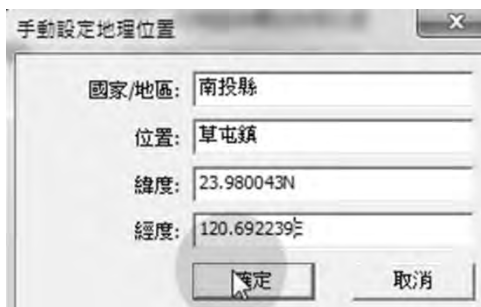 手動設定地理位置
國家/地區: 南投縣
位置: 草屯鎮
緯度: 23.980043N
經度: 120.692239E
確定 取消